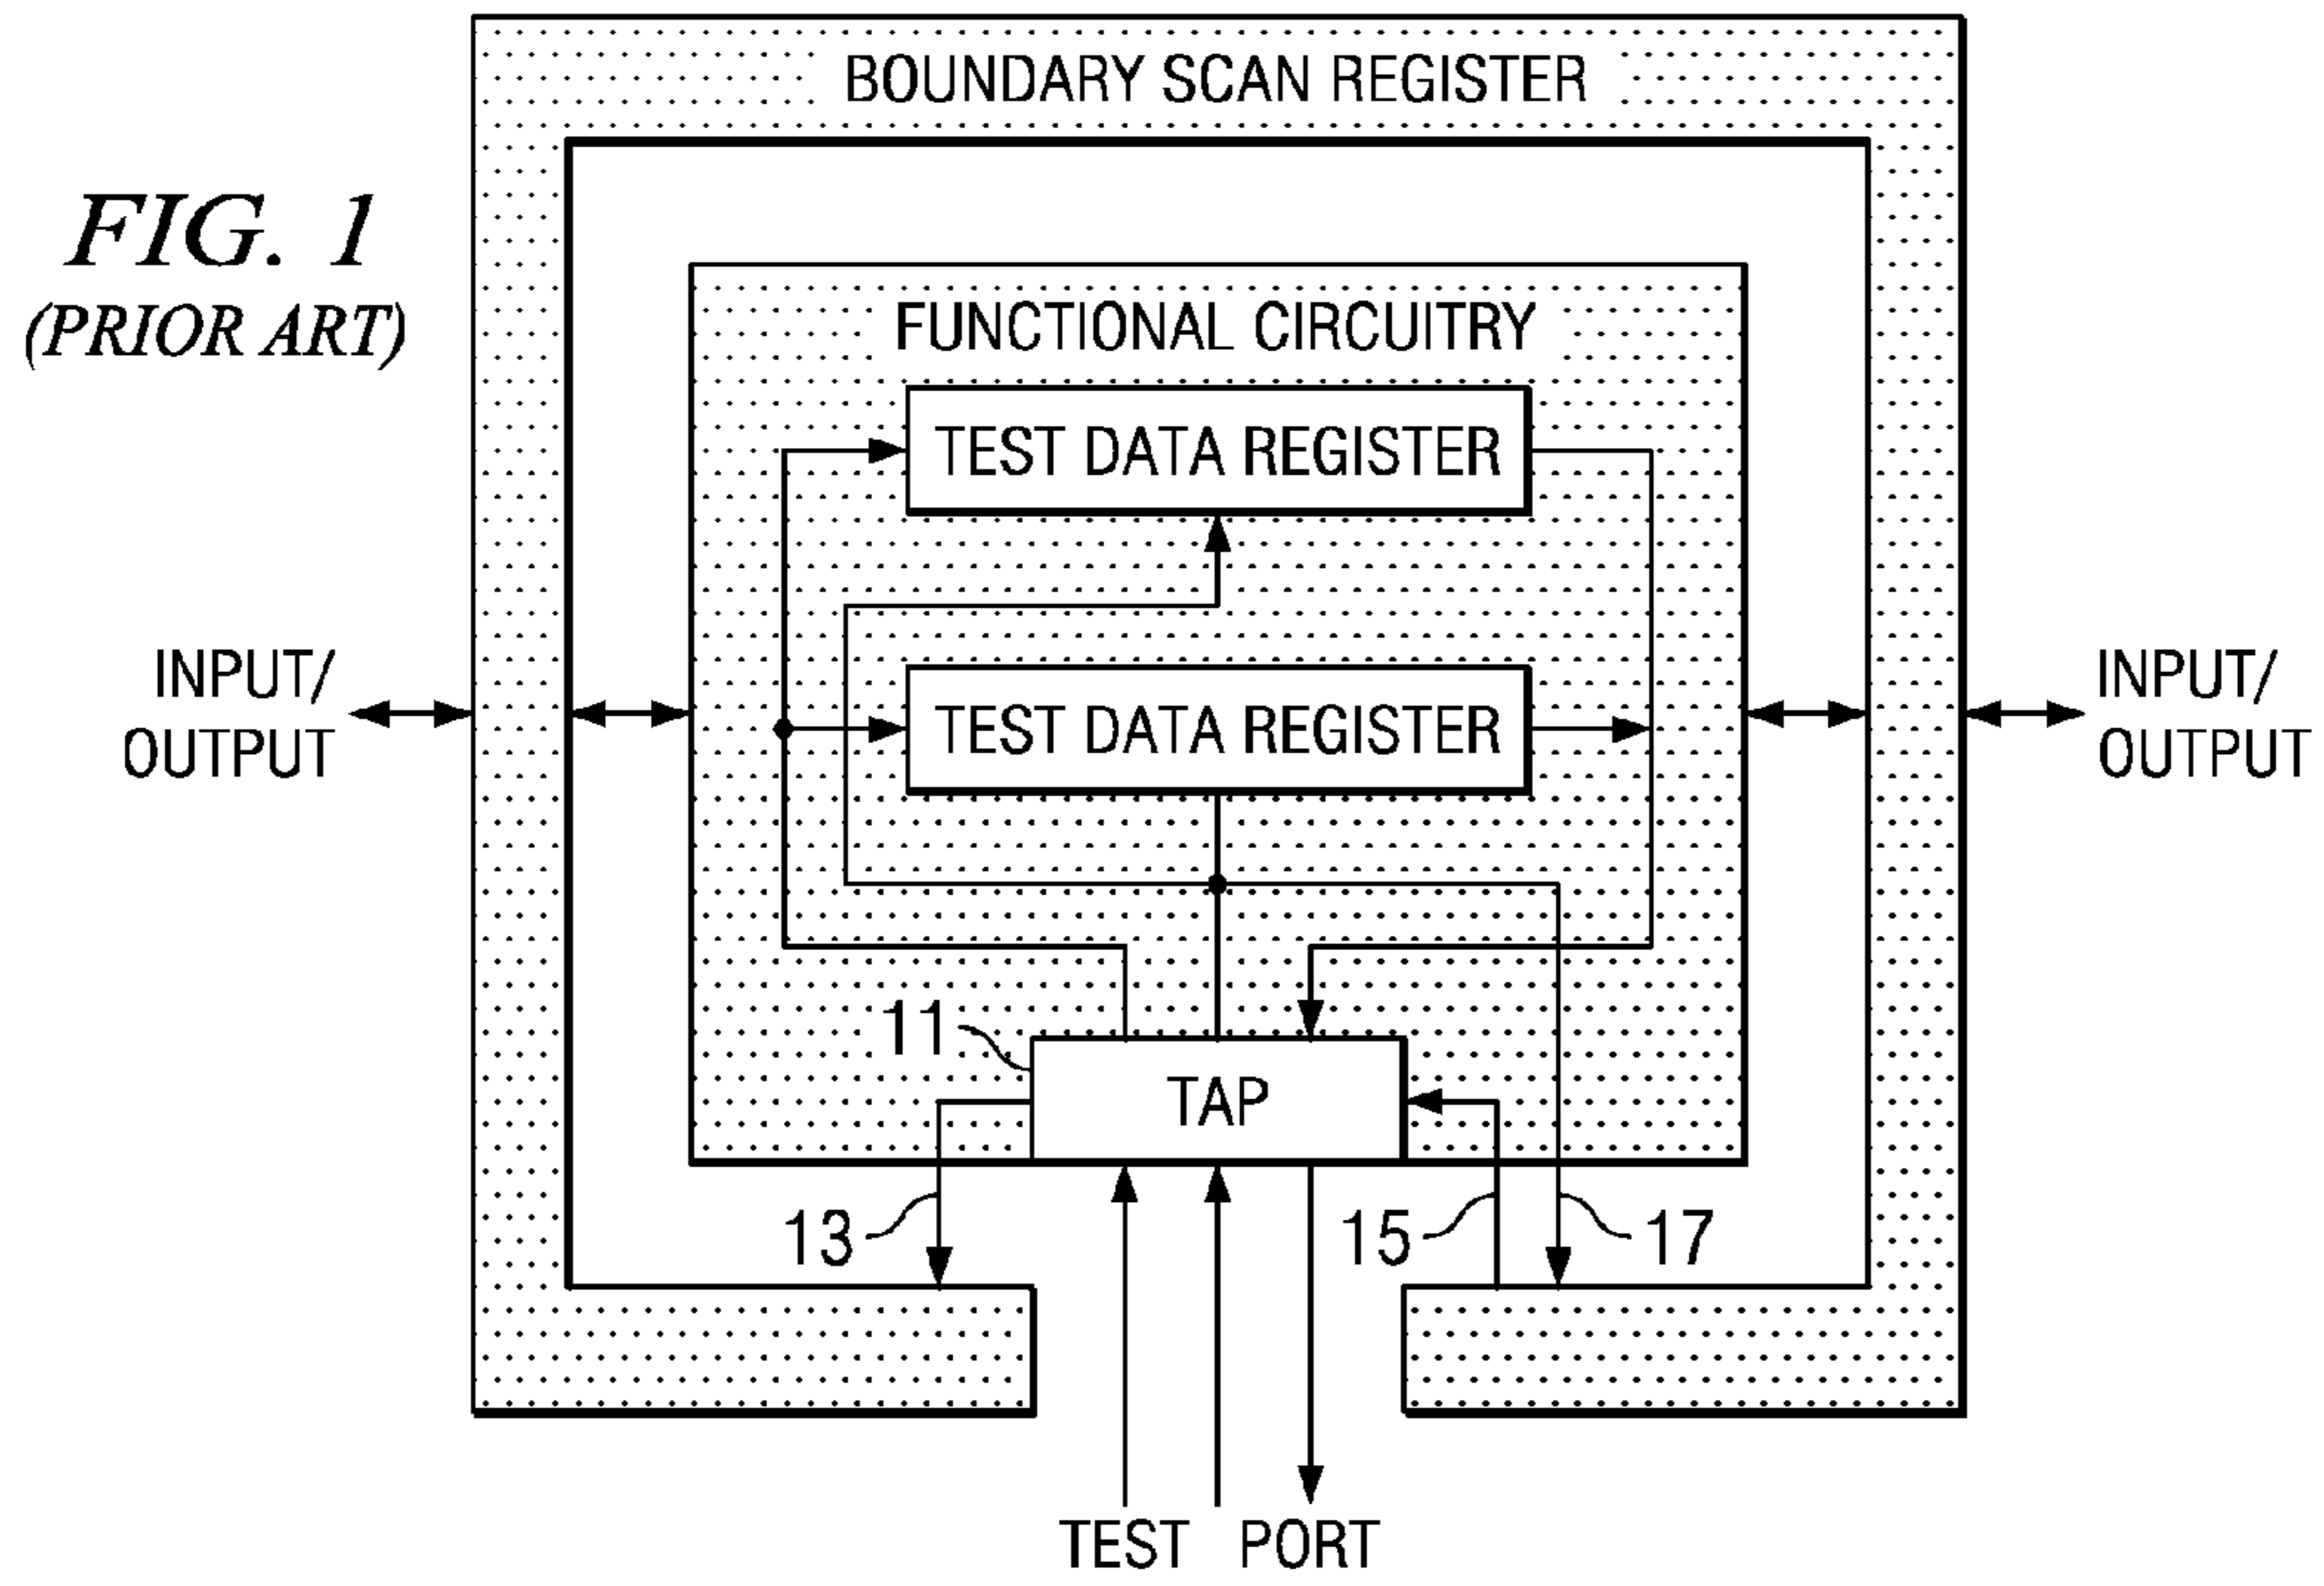 BOUNDARY SCAN REGISTER
FIG. 1
(PRIOR ART)
FUNCTIONAL CIRCUITRY
TEST DATA REGISTER
INPUT/
OUTPUT
TEST DATA REGISTER
INPUT/
OUTPUT
11
TAP
13
15
17
TEST PORT